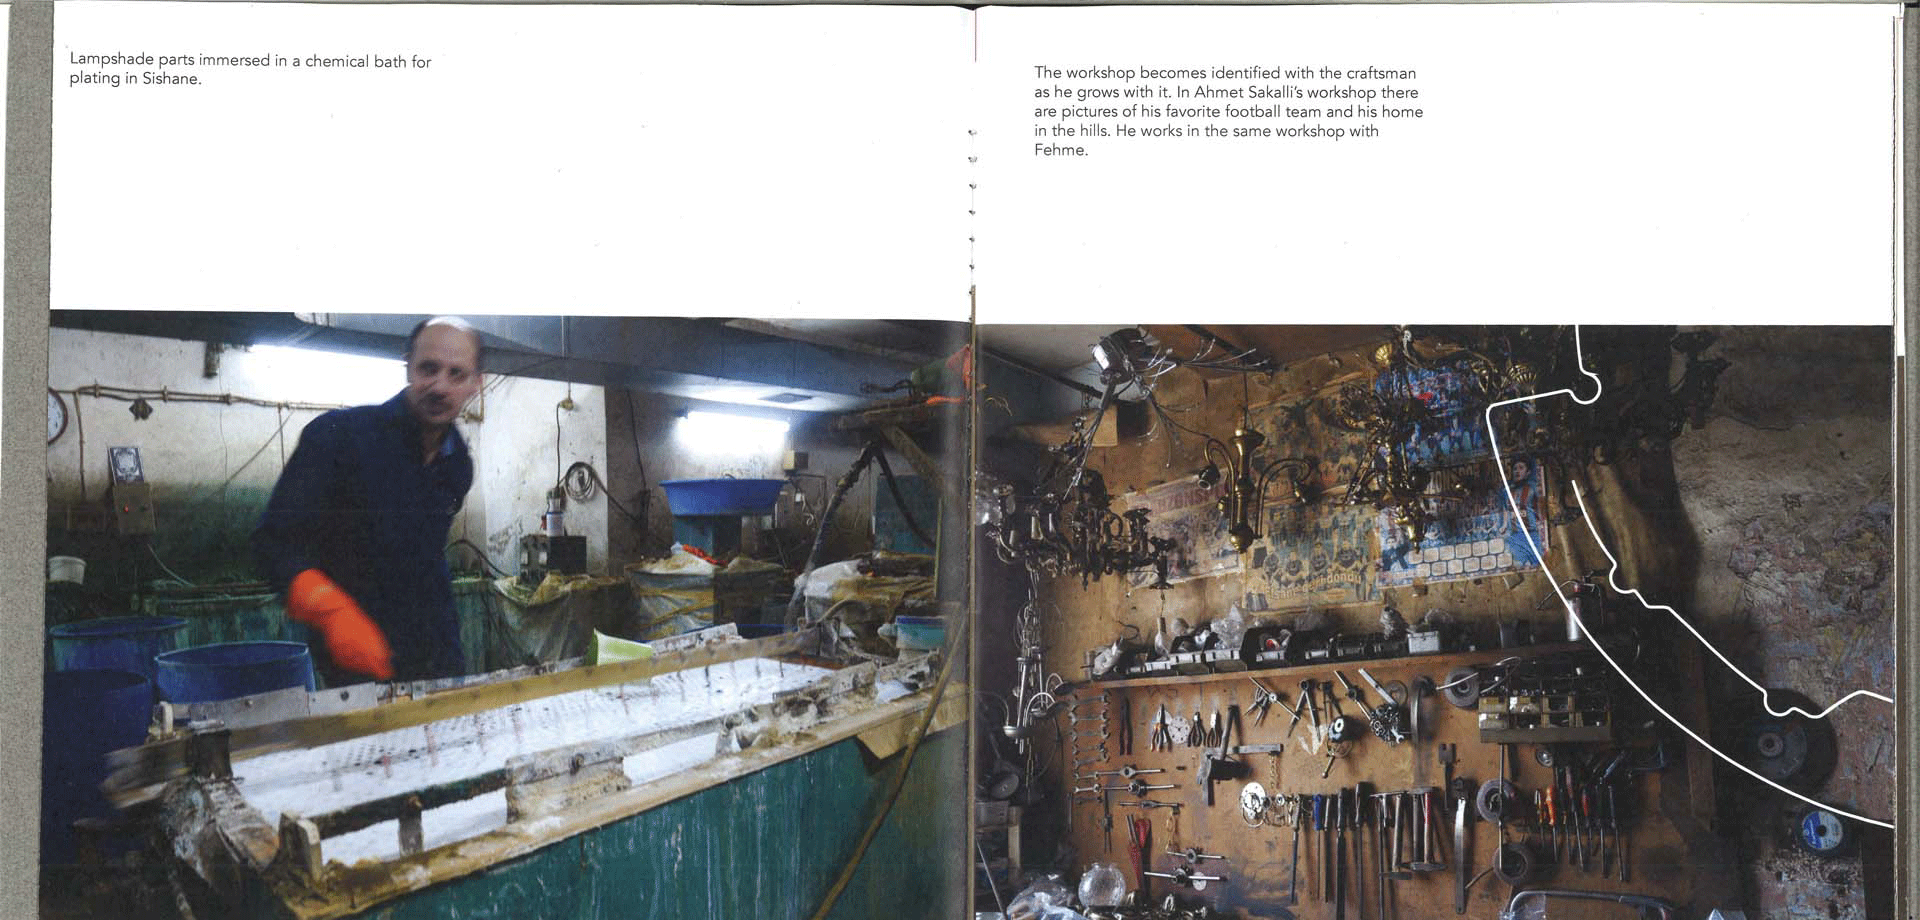 Lampshade parts immersed in a chemical bath for
plating in Sishane.
The workshop becomes identified with the craftsman
as he grows with it. In Ahmet Sakalli's workshop there
are pictures of his favorite football team and his home
in the hills. He works in the same workshop with
Fehme.